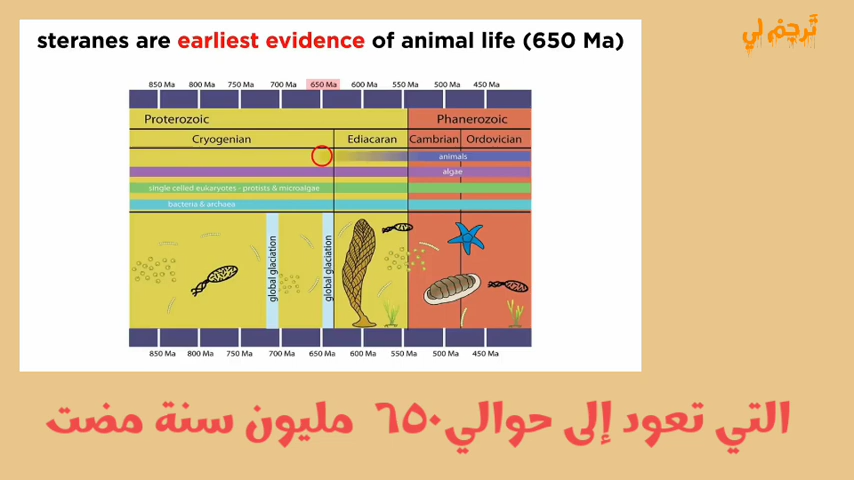 steranes are earliest evidence of animal life (650 Ma)
تَرجِمْ لي
850 Ma 800 Ma 750 Ma 700 Ma 650 Ma 600 Ma 550 Ma 500 Ma 450 Ma
Proterozoic Phanerozoic
Cryogenian Ediacaran Cambrian Ordovician
animals
algae
single celled eukaryotes - protists & microalgae
bacteria & archaea
global glaciation
global glaciation
850 Ma 800 Ma 750 Ma 700 Ma 650 Ma 600 Ma 550 Ma 500 Ma 450 Ma
التي تعود إلى حوالي ٦٥٠ مليون سنة مضت